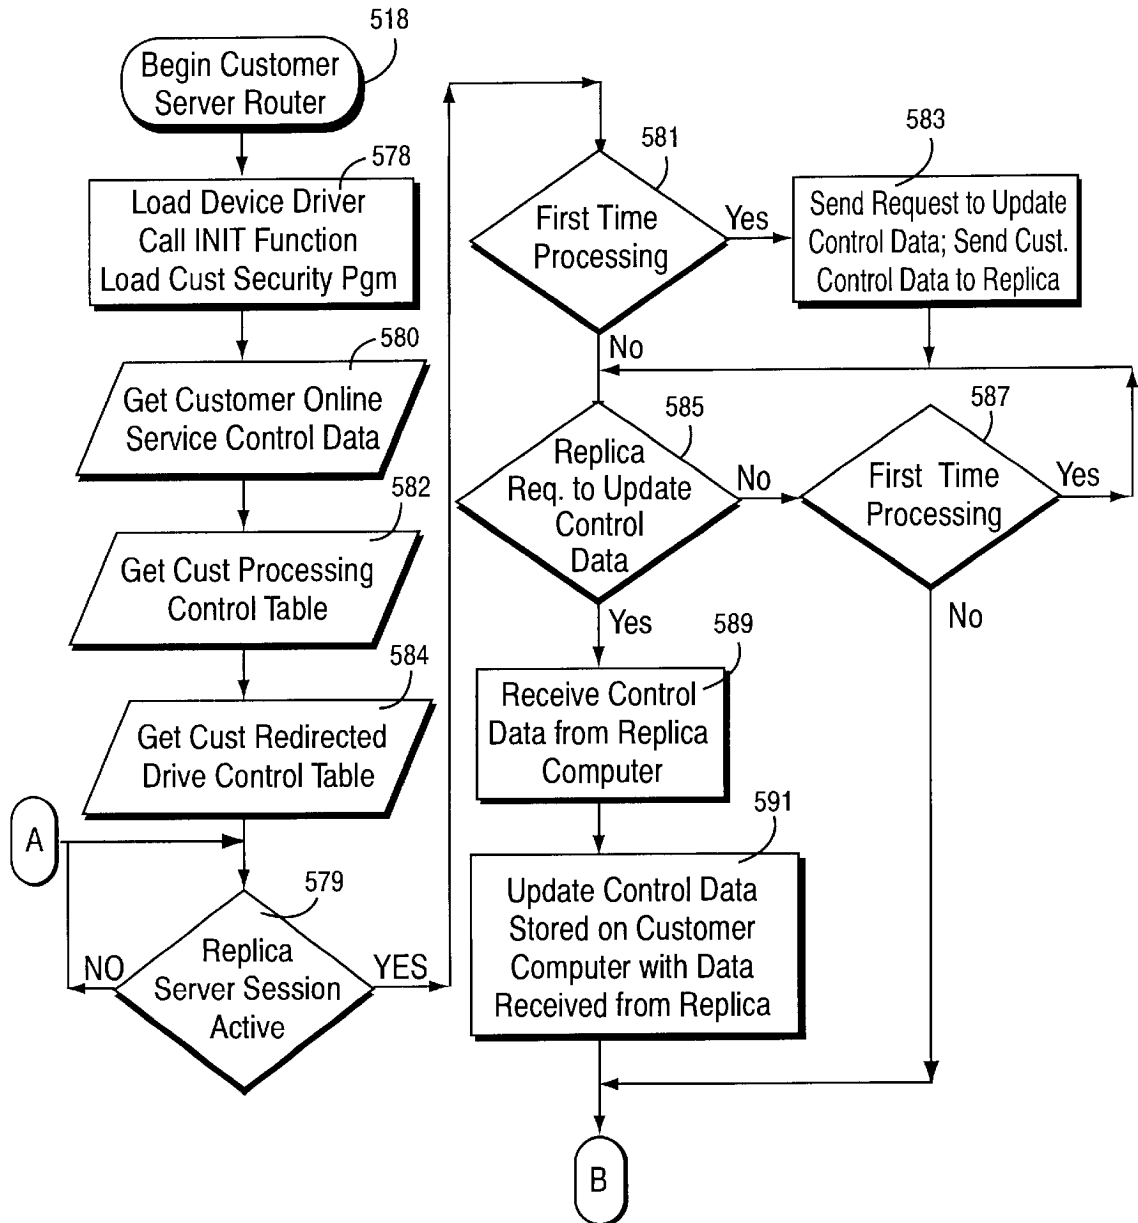 518
Begin Customer
Server Router
578
Load Device Driver
Call INIT Function
Load Cust Security Pgm
580
Get Customer Online
Service Control Data
582
Get Cust Processing
Control Table
584
Get Cust Redirected
Drive Control Table
A
579
Replica
Server Session
Active
NO
YES
581
First Time
Processing
Yes
No
583
Send Request to Update
Control Data; Send Cust.
Control Data to Replica
585
Replica
Req. to Update
Control
Data
No
Yes
587
First Time
Processing
Yes
No
589
Receive Control
Data from Replica
Computer
591
Update Control Data
Stored on Customer
Computer with Data
Received from Replica
B